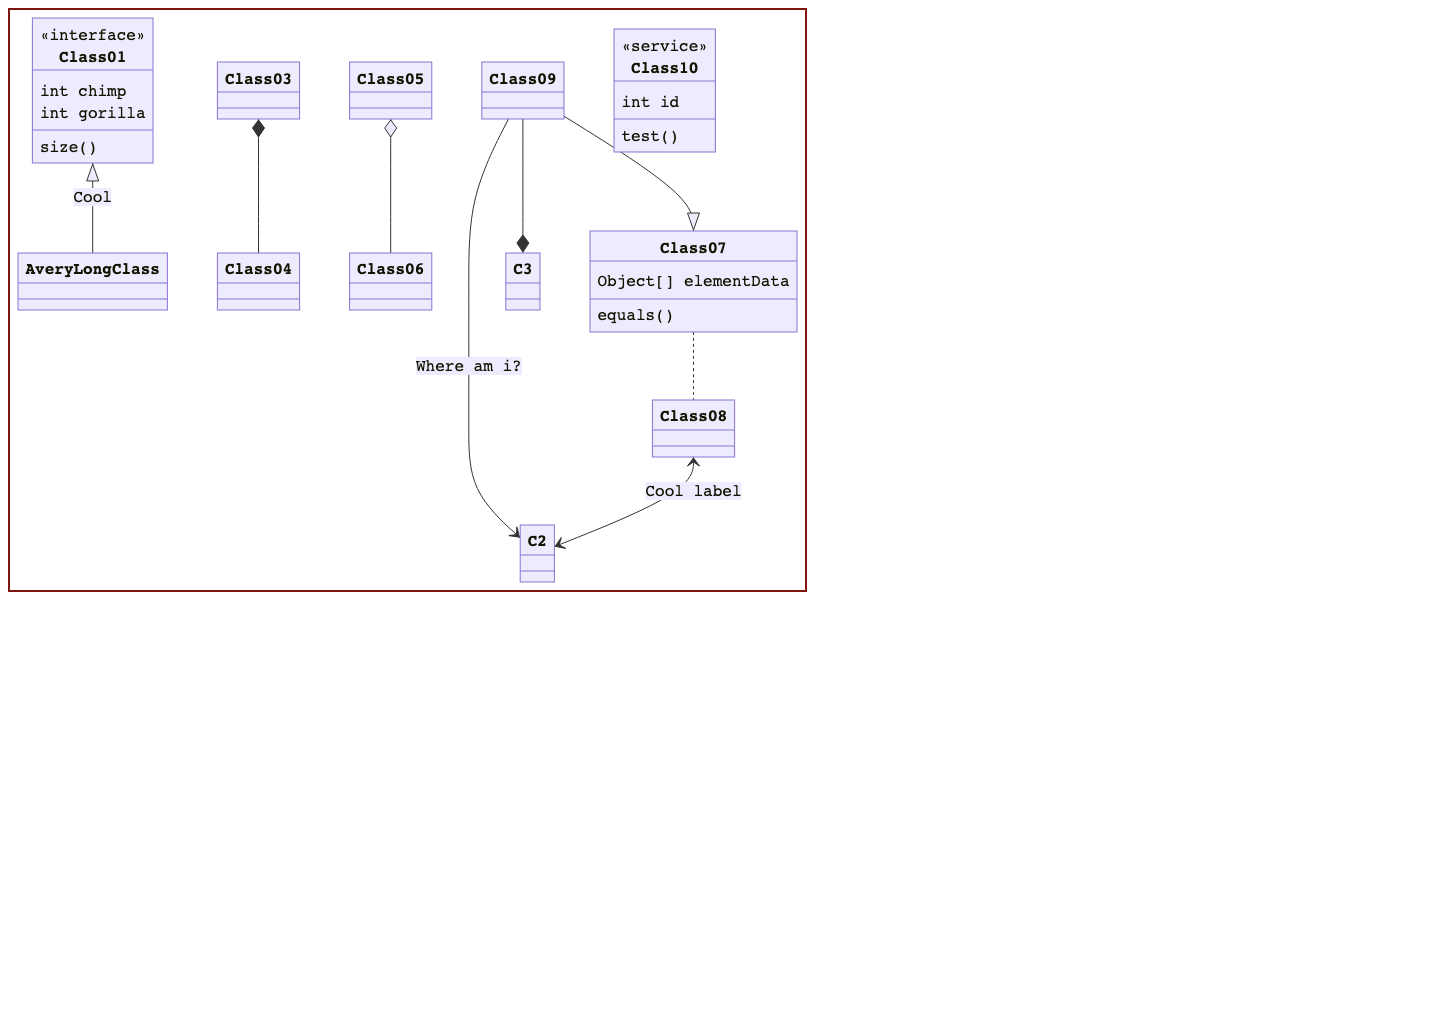 «interface»
Class01
int chimp
int gorilla
size()
Class03
Class05
Class09
«service»
Class10
int id
test()
Cool
AveryLongClass
Class04
Class06
C3
Class07
Object[] elementData
equals()
Where am i?
Class08
Cool label
C2